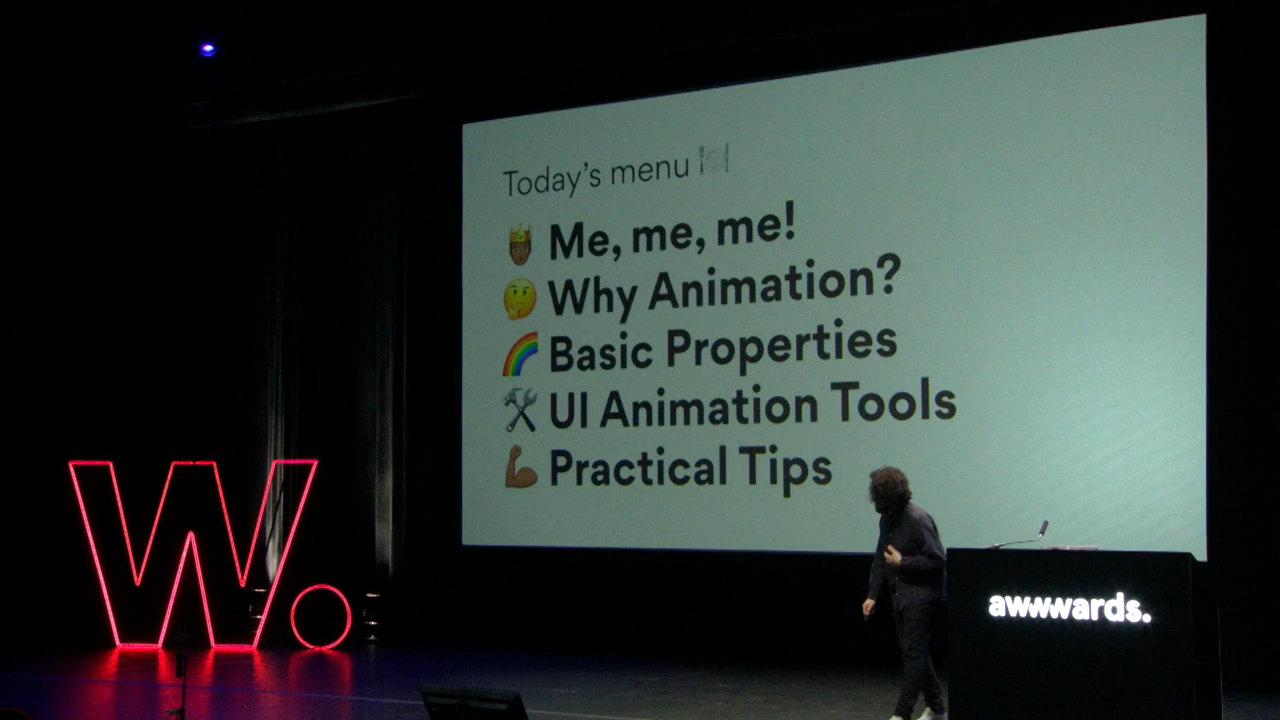 Today's menu 🍽
🤴🏽 Me, me, me!
🤔 Why Animation?
🌈 Basic Properties
🛠 UI Animation Tools
💪🏽 Practical Tips
W.
awwwards.